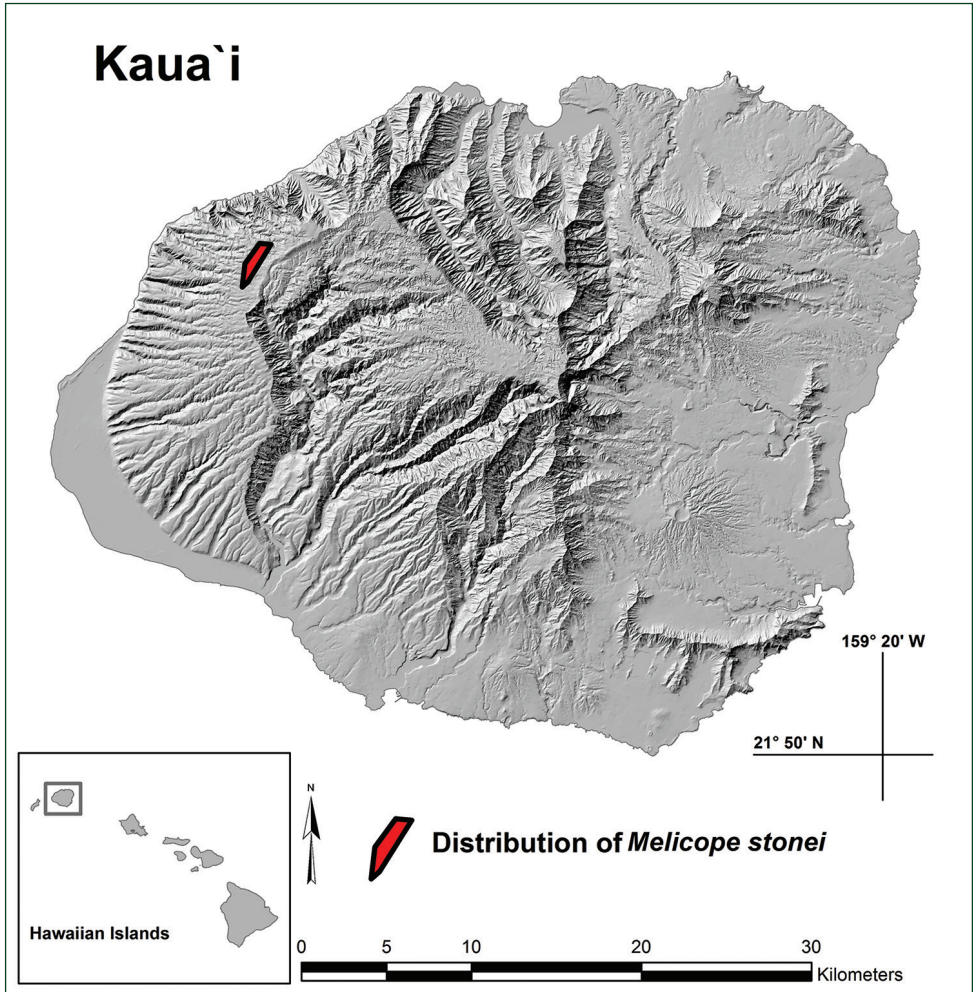 Kaua`i
159° 20' W
21° 50' N
N
Distribution of Melicope stonei
Hawaiian Islands
0 5 10 20 30
Kilometers